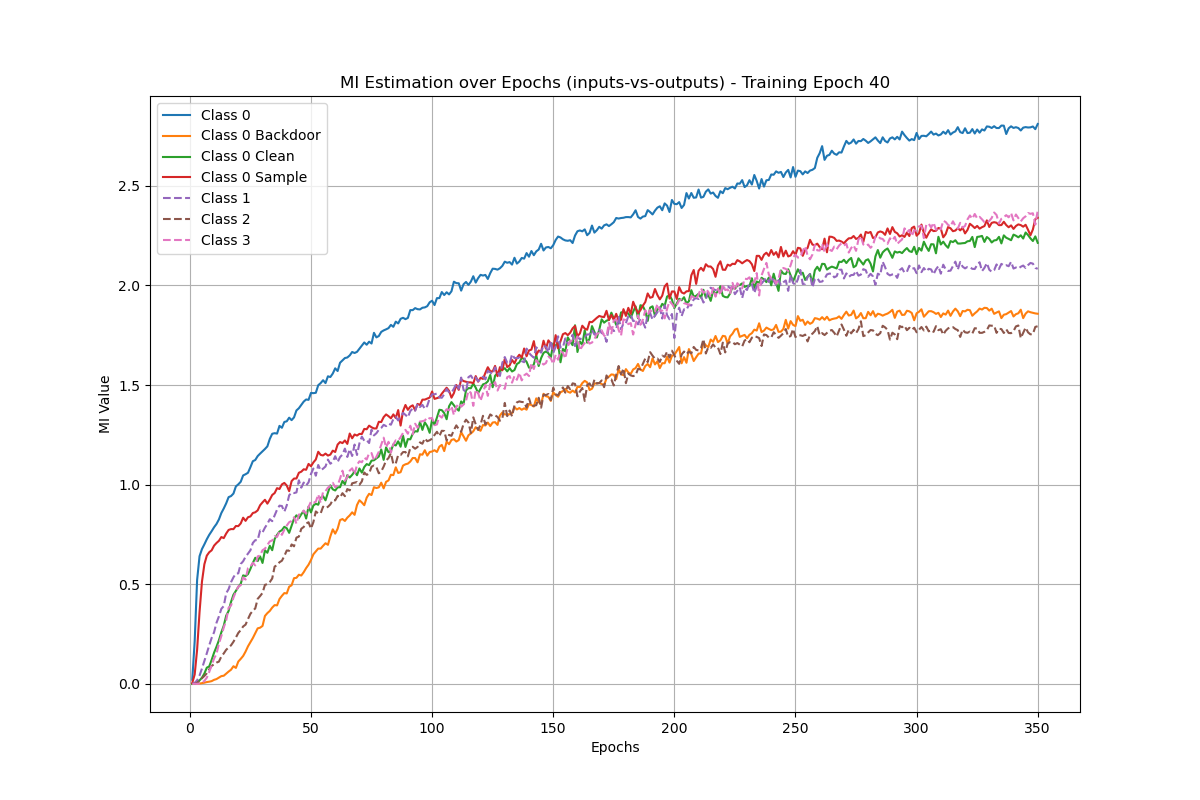 MI Estimation over Epochs (inputs-vs-outputs) - Training Epoch 40
Class 0
Class 0 Backdoor
Class 0 Clean
Class 0 Sample
Class 1
Class 2
Class 3
MI Value
2.5
2.0
1.5
1.0
0.5
0.0
0 50 100 150 200 250 300 350
Epochs